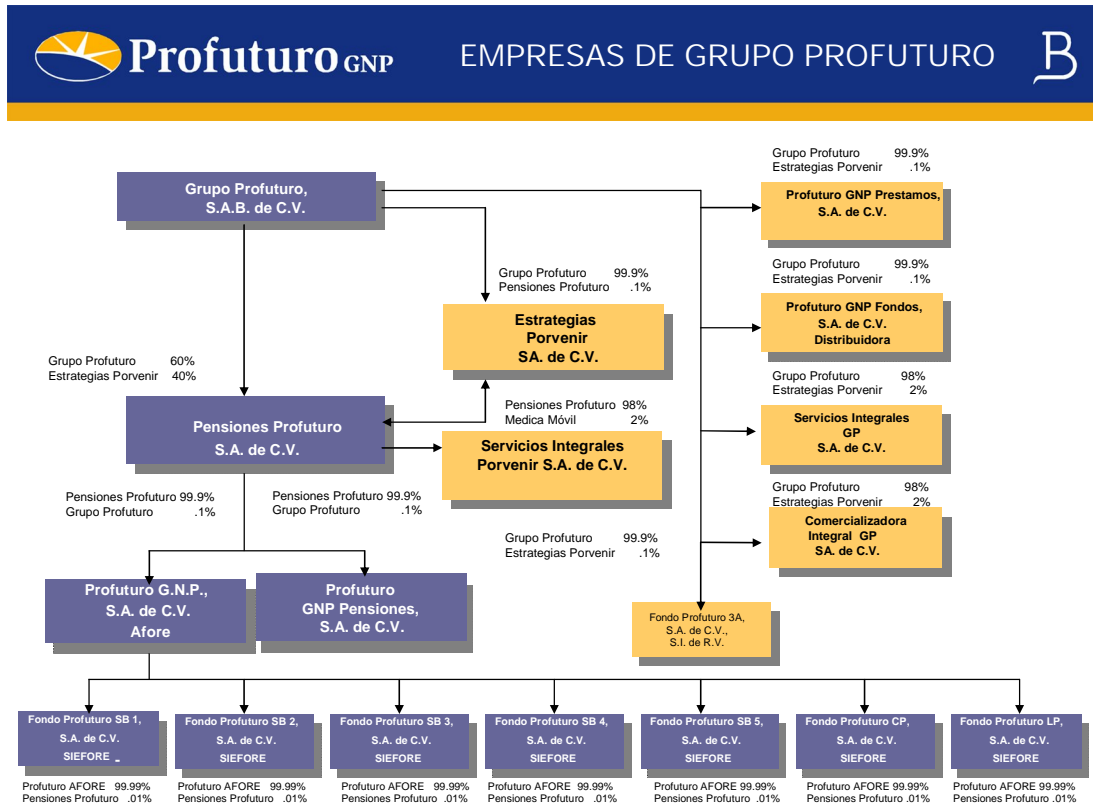 Profuturo GNP
EMPRESAS DE GRUPO PROFUTURO
Grupo Profuturo,
S.A.B. de C.V.
Grupo Profuturo 99.9%
Estrategias Porvenir .1%
Profuturo GNP Prestamos,
S.A. de C.V.
Grupo Profuturo 99.9%
Pensiones Profuturo .1%
Estrategias
Porvenir
SA. de C.V.
Grupo Profuturo 99.9%
Estrategias Porvenir .1%
Profuturo GNP Fondos,
S.A. de C.V.
Distribuidora
Grupo Profuturo 60%
Estrategias Porvenir 40%
Pensiones Profuturo
S.A. de C.V.
Pensiones Profuturo 98%
Medica Móvil 2%
Servicios Integrales
Porvenir S.A. de C.V.
Grupo Profuturo 98%
Estrategias Porvenir 2%
Servicios Integrales
GP
S.A. de C.V.
Grupo Profuturo 98%
Estrategias Porvenir 2%
Comercializadora
Integral GP
SA. de C.V.
Pensiones Profuturo 99.9%
Grupo Profuturo .1%
Pensiones Profuturo 99.9%
Grupo Profuturo .1%
Grupo Profuturo 99.9%
Estrategias Porvenir .1%
Profuturo G.N.P.,
S.A. de C.V.
Afore
Profuturo
GNP Pensiones,
S.A. de C.V.
Fondo Profuturo 3A,
S.A. de C.V.,
S.I. de R.V.
Fondo Profuturo SB 1,
S.A. de C.V.
SIEFORE _
Profuturo AFORE 99.99%
Pensiones Profuturo .01%
Fondo Profuturo SB 2,
S.A. de C.V.
SIEFORE
Profuturo AFORE 99.99%
Pensiones Profuturo .01%
Fondo Profuturo SB 3,
S.A. de C.V.
SIEFORE
Profuturo AFORE 99.99%
Pensiones Profuturo .01%
Fondo Profuturo SB 4,
S.A. de C.V.
SIEFORE
Profuturo AFORE 99.99%
Pensiones Profuturo .01%
Fondo Profuturo SB 5,
S.A. de C.V.
SIEFORE
Profuturo AFORE 99.99%
Pensiones Profuturo .01%
Fondo Profuturo CP,
S.A. de C.V.
SIEFORE
Profuturo AFORE 99.99%
Pensiones Profuturo .01%
Fondo Profuturo LP,
S.A. de C.V.
SIEFORE
Profuturo AFORE 99.99%
Pensiones Profuturo .01%